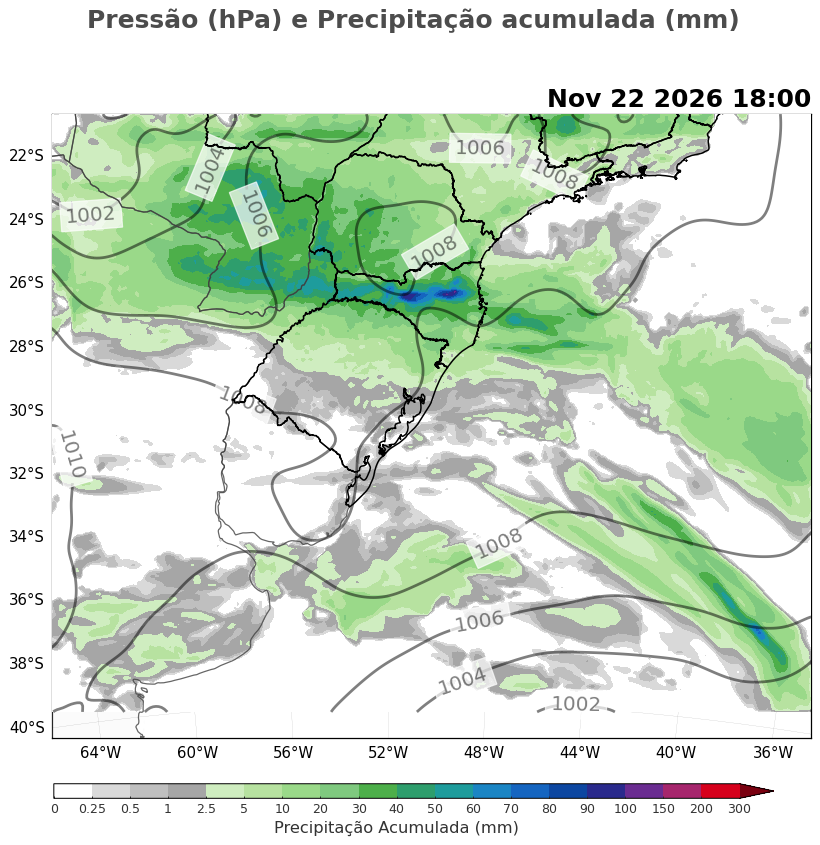 Pressão (hPa) e Precipitação acumulada (mm)
Nov 22 2026 18:00
22°S
24°S
26°S
28°S
30°S
32°S
34°S
36°S
38°S
40°S
1004
1006
1008
1002
1006
1008
1008
1010
1008
1006
1004
1002
64°W 60°W 56°W 52°W 48°W 44°W 40°W 36°W
0 0.25 0.5 1 2.5 5 10 20 30 40 50 60 70 80 90 100 150 200 300
Precipitação Acumulada (mm)